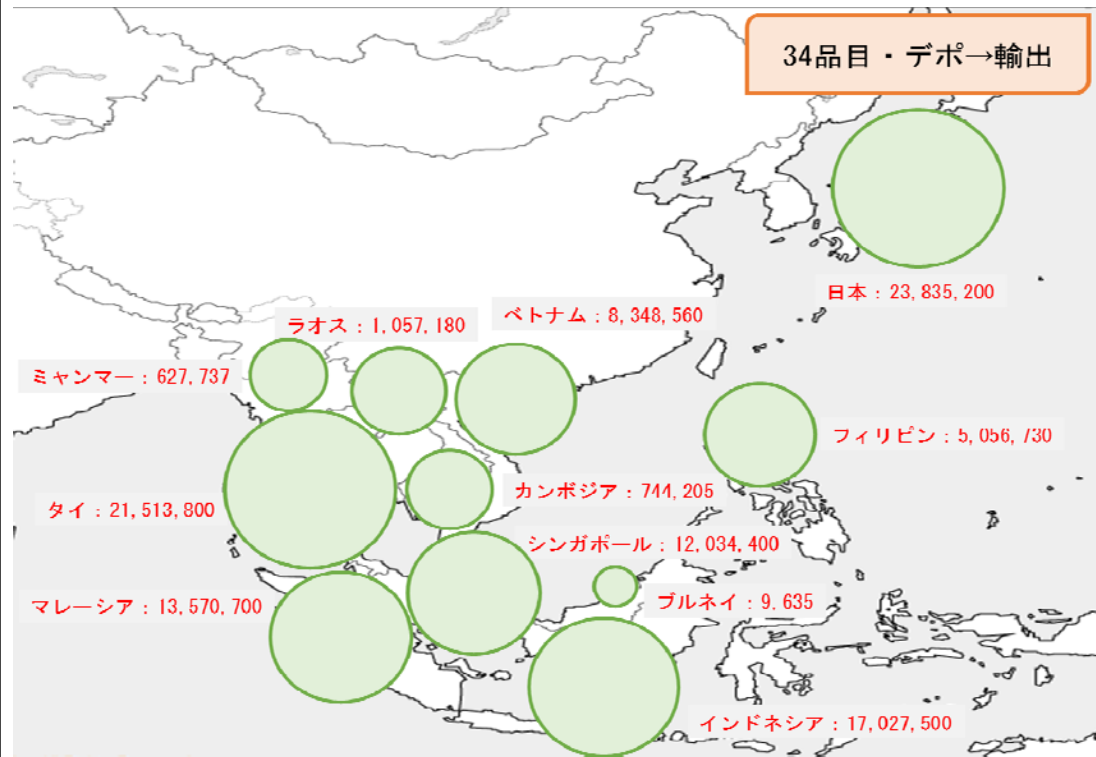 34品目・デポ→輸出
日本：23,835,200
ベトナム：8,348,560
ラオス：1,057,180
ミャンマー：627,737
フィリピン：5,056,730
カンボジア：744,205
タイ：21,513,800
シンガポール：12,034,400
マレーシア：13,570,700
ブルネイ：9,635
インドネシア：17,027,500